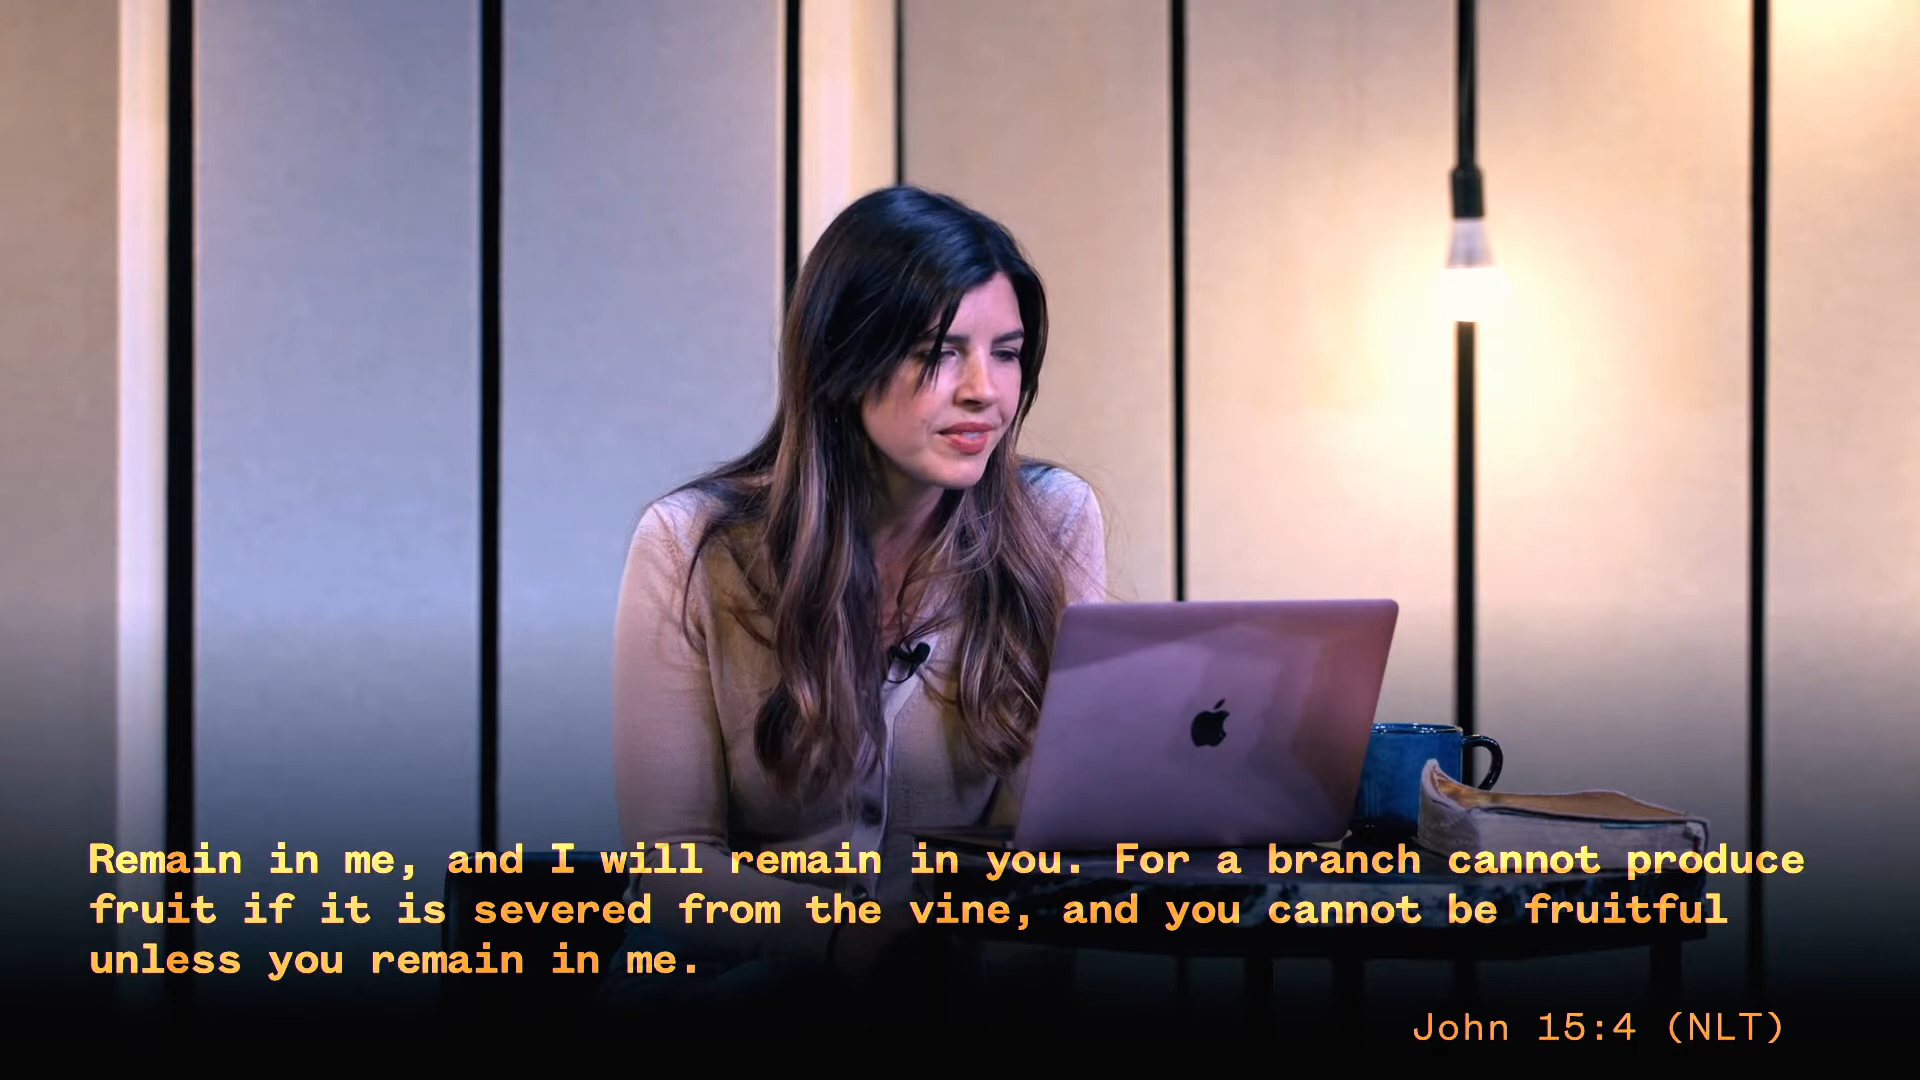 Remain in me, and I will remain in you. For a branch cannot produce
fruit if it is severed from the vine, and you cannot be fruitful
unless you remain in me.
John 15:4 (NLT)